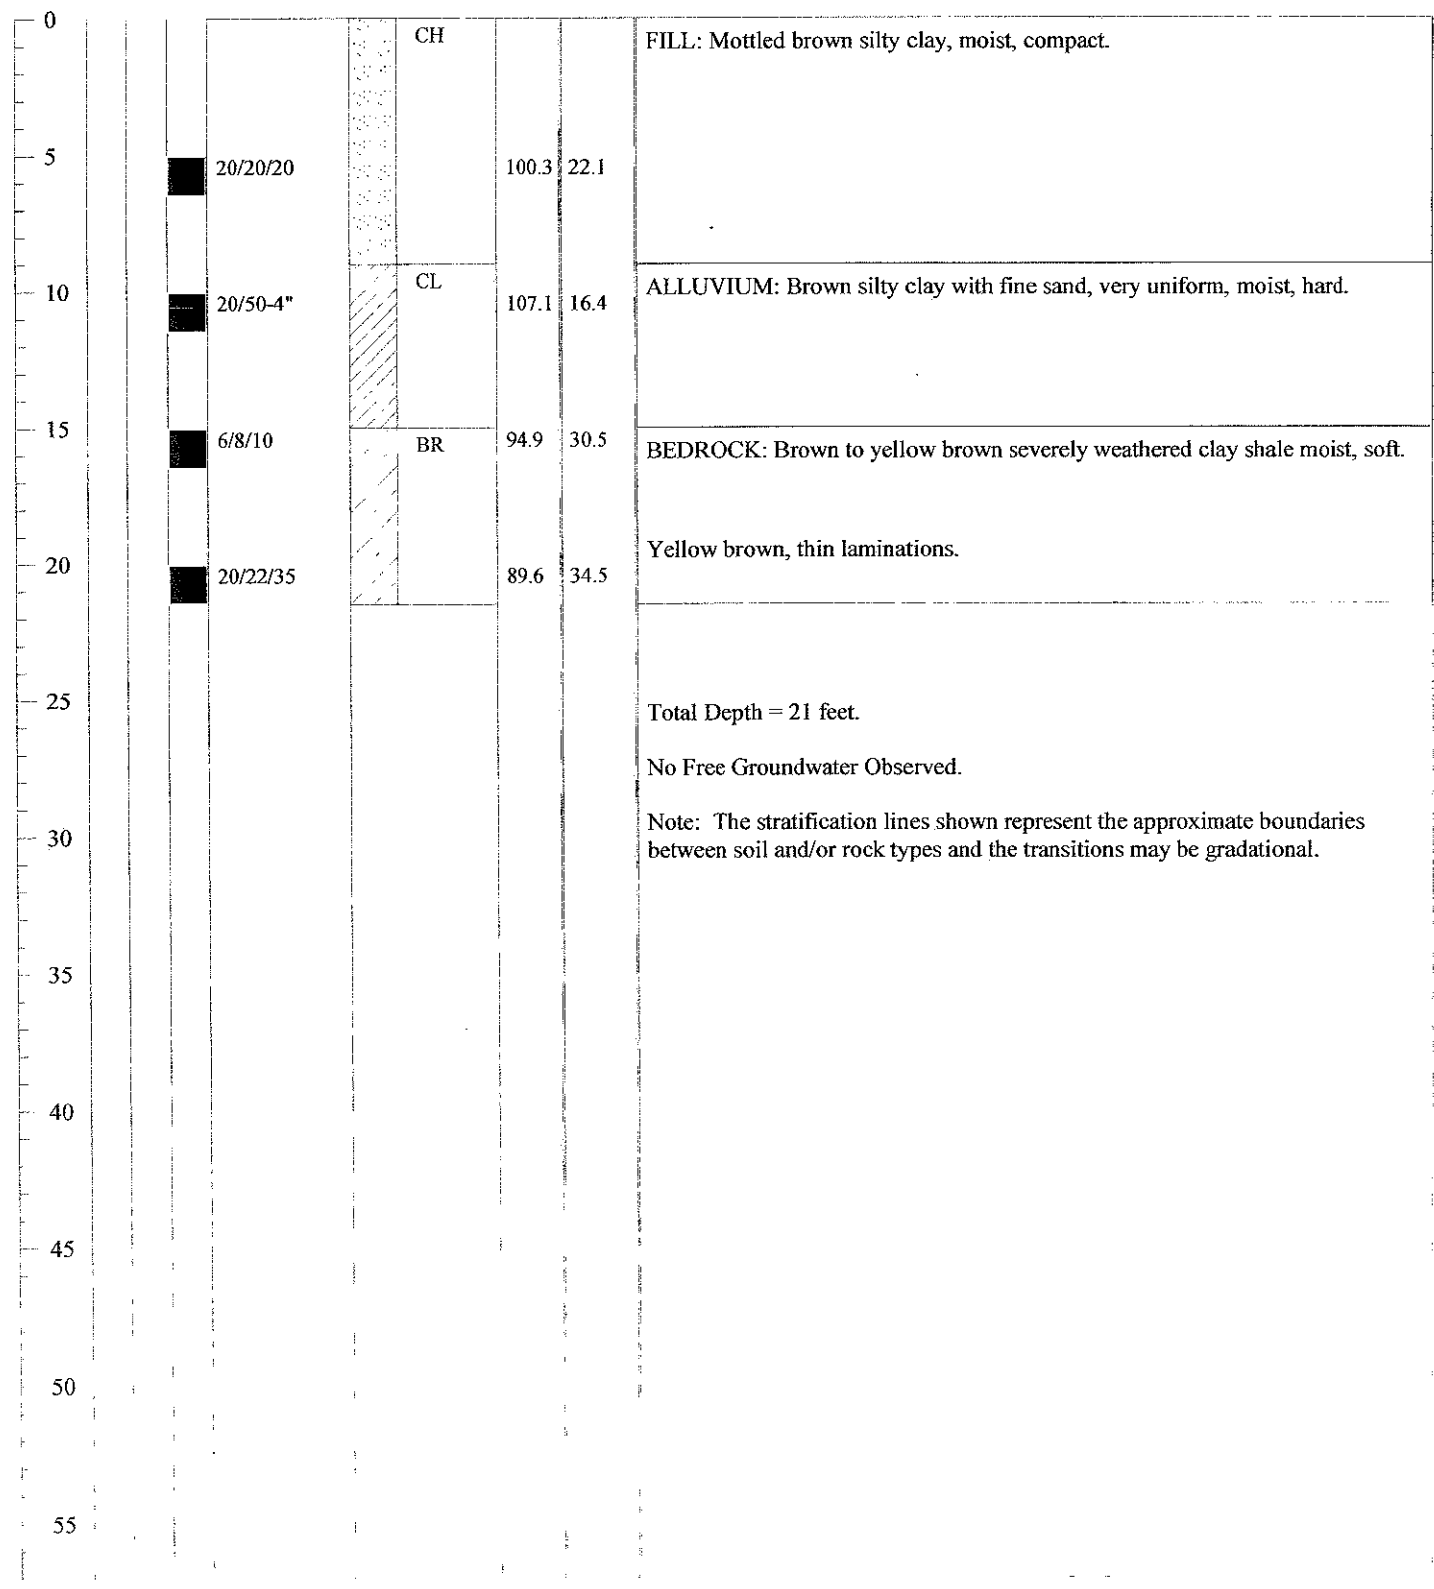 0 CH FILL: Mottled brown silty clay, moist, compact.
5 20/20/20 100.3 22.1
CL ALLUVIUM: Brown silty clay with fine sand, very uniform, moist, hard.
10 20/50-4" 107.1 16.4
15 6/8/10 BR 94.9 30.5 BEDROCK: Brown to yellow brown severely weathered clay shale moist, soft.
Yellow brown, thin laminations.
20 20/22/35 89.6 34.5
25 Total Depth = 21 feet.
No Free Groundwater Observed.
Note: The stratification lines shown represent the approximate boundaries
30 between soil and/or rock types and the transitions may be gradational.
35
40
45
50
55